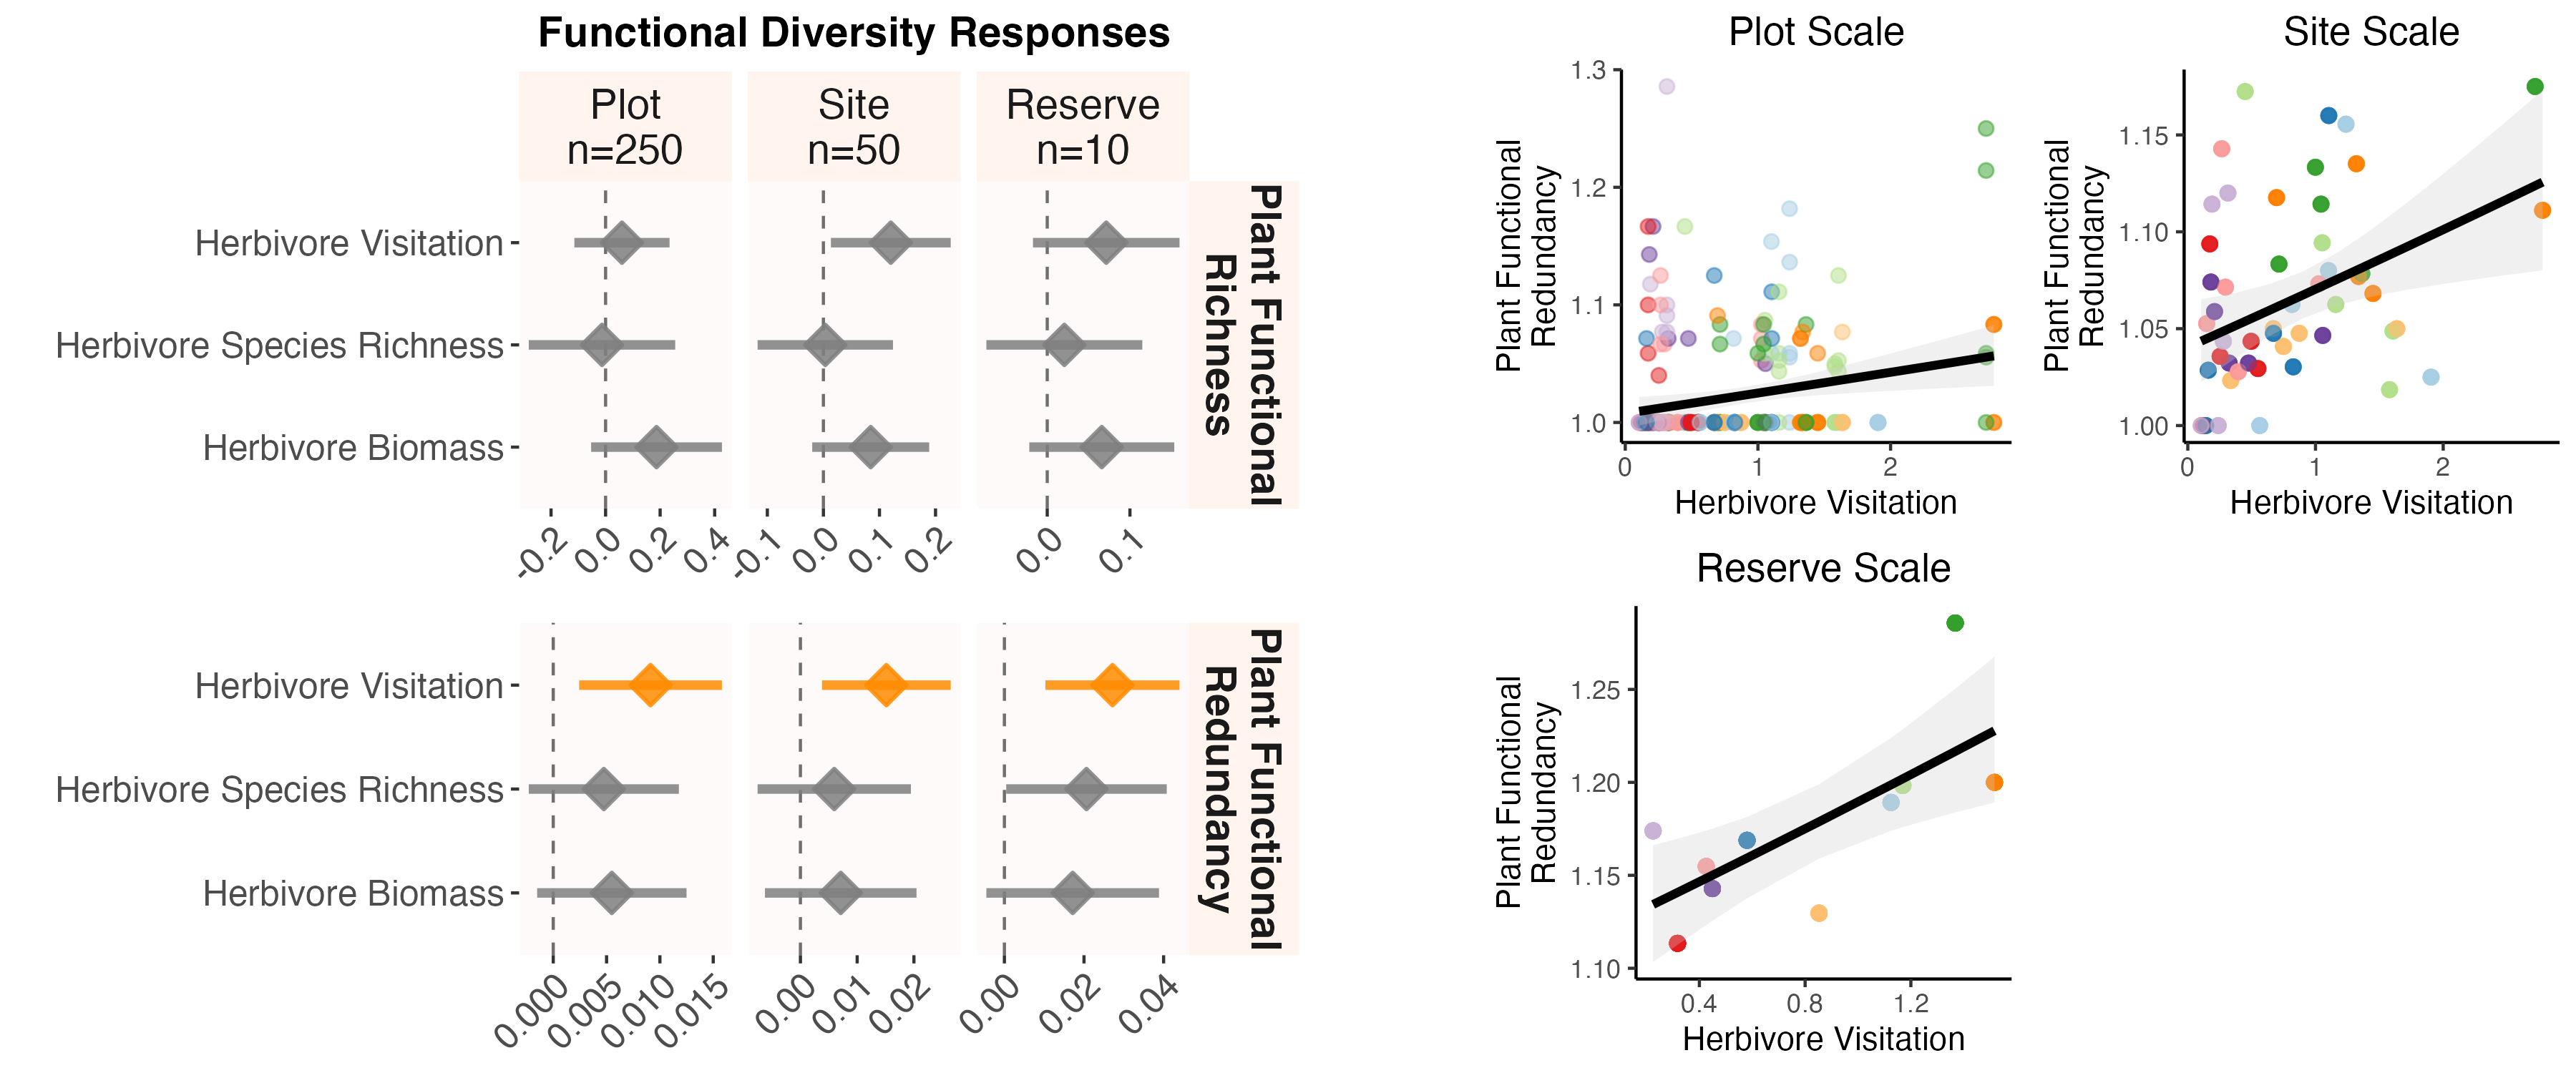 Functional Diversity Responses
Plot
n=250
Site
n=50
Reserve
n=10
Herbivore Visitation
Herbivore Species Richness
Herbivore Biomass
Plant Functional
Richness
-0.2
0.0
0.2
0.4
-0.1
0.0
0.1
0.2
0.0
0.1
Herbivore Visitation
Herbivore Species Richness
Herbivore Biomass
Plant Functional
Redundancy
0.000
0.005
0.010
0.015
0.00
0.01
0.02
0.00
0.02
0.04
Plot Scale
Plant Functional
Redundancy
1.3
1.2
1.1
1.0
0
1
2
Herbivore Visitation
Site Scale
Plant Functional
Redundancy
1.15
1.10
1.05
1.00
0
1
2
Herbivore Visitation
Reserve Scale
Plant Functional
Redundancy
1.25
1.20
1.15
1.10
0.4
0.8
1.2
Herbivore Visitation